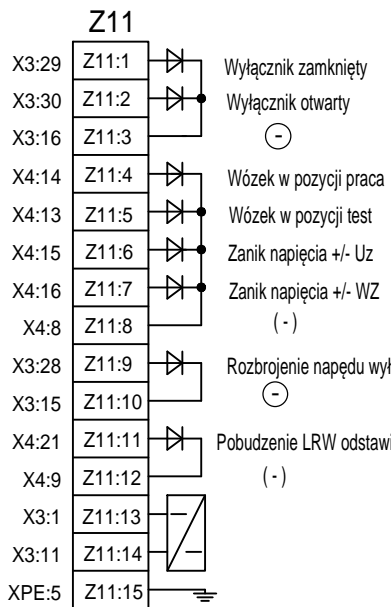 Z11
X3:29 Z11:1 Wyłącznik zamknięty
X3:30 Z11:2 Wyłącznik otwarty
X3:16 Z11:3 -
X4:14 Z11:4 Wózek w pozycji praca
X4:13 Z11:5 Wózek w pozycji test
X4:15 Z11:6 Zanik napięcia +/- Uz
X4:16 Z11:7 Zanik napięcia +/- WZ
X4:8 Z11:8 (-)
X3:28 Z11:9 Rozbrojenie napędu wył
X3:15 Z11:10 -
X4:21 Z11:11 Pobudzenie LRW odstawi
X4:9 Z11:12 (-)
X3:1 Z11:13
X3:11 Z11:14
XPE:5 Z11:15